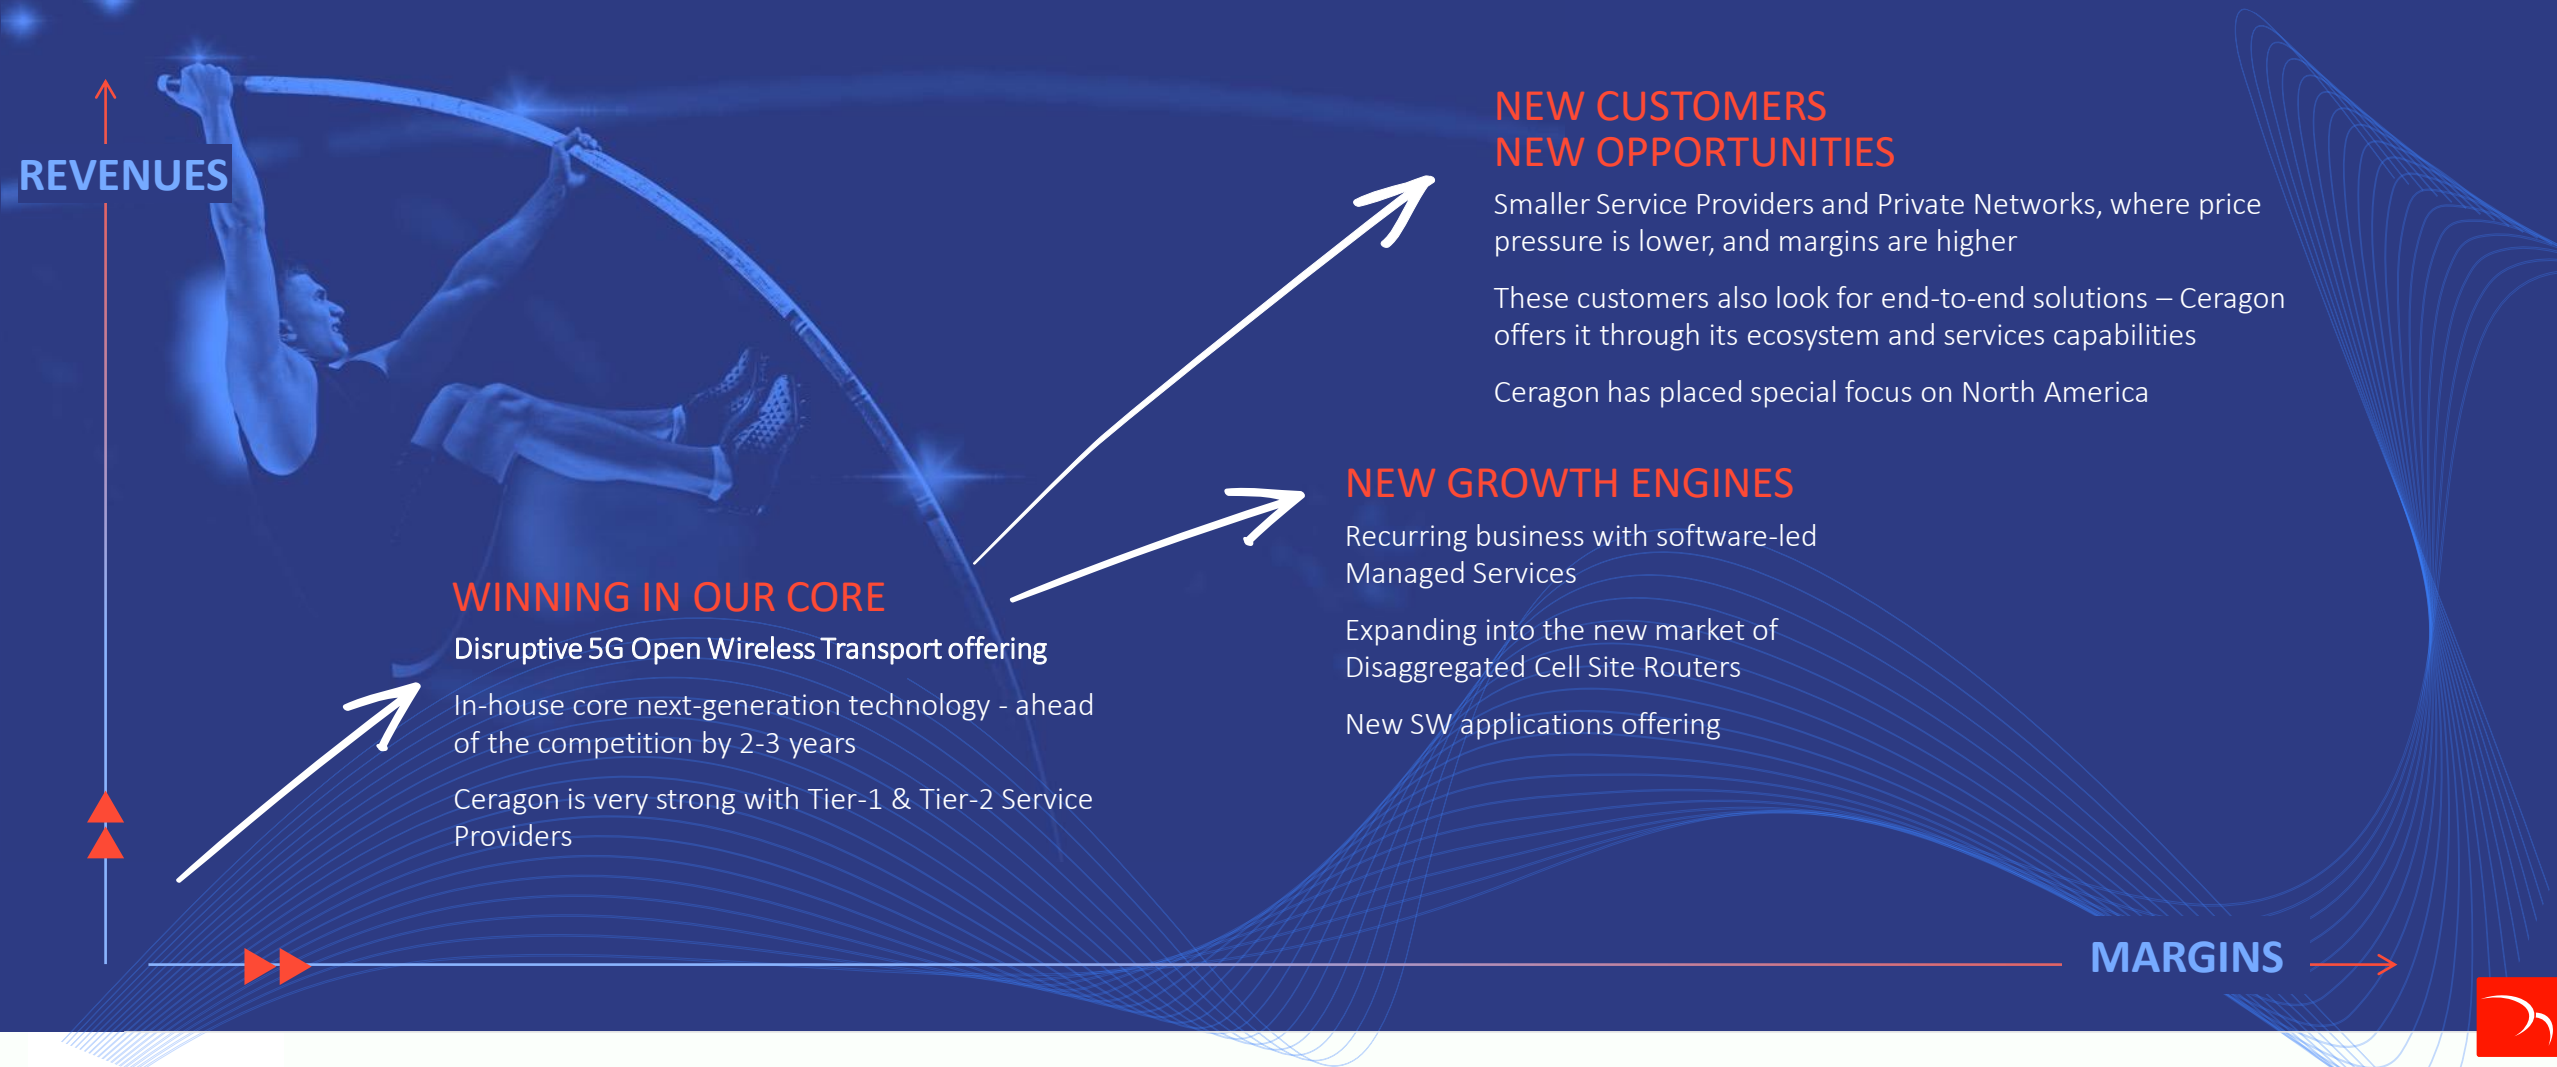 REVENUES
NEW CUSTOMERS
NEW OPPORTUNITIES
Smaller Service Providers and Private Networks, where price
pressure is lower, and margins are higher
These customers also look for end-to-end solutions – Ceragon
offers it through its ecosystem and services capabilities
Ceragon has placed special focus on North America
NEW GROWTH ENGINES
Recurring business with software-led
Managed Services
Expanding into the new market of
Disaggregated Cell Site Routers
New SW applications offering
WINNING IN OUR CORE
Disruptive 5G Open Wireless Transport offering
In-house core next-generation technology - ahead
of the competition by 2-3 years
Ceragon is very strong with Tier-1 & Tier-2 Service
Providers
MARGINS